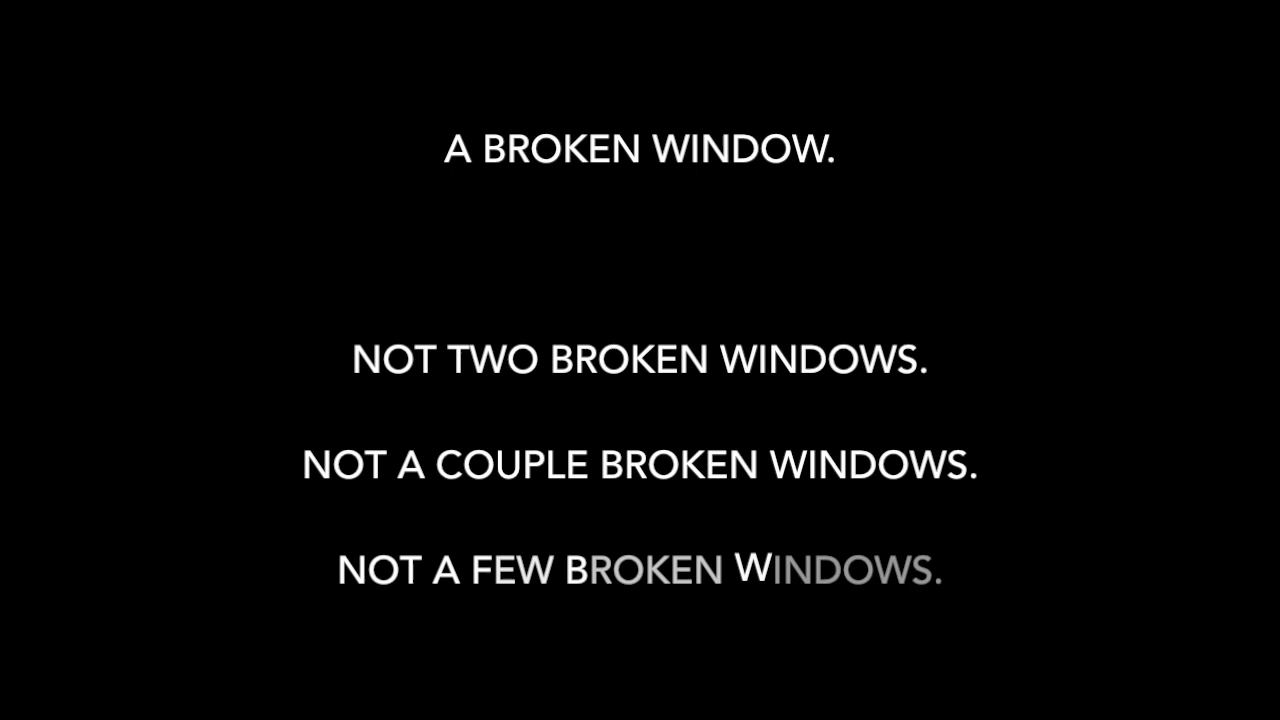 A BROKEN WINDOW.
NOT TWO BROKEN WINDOWS.
NOT A COUPLE BROKEN WINDOWS.
NOT A FEW BROKEN WINDOWS.